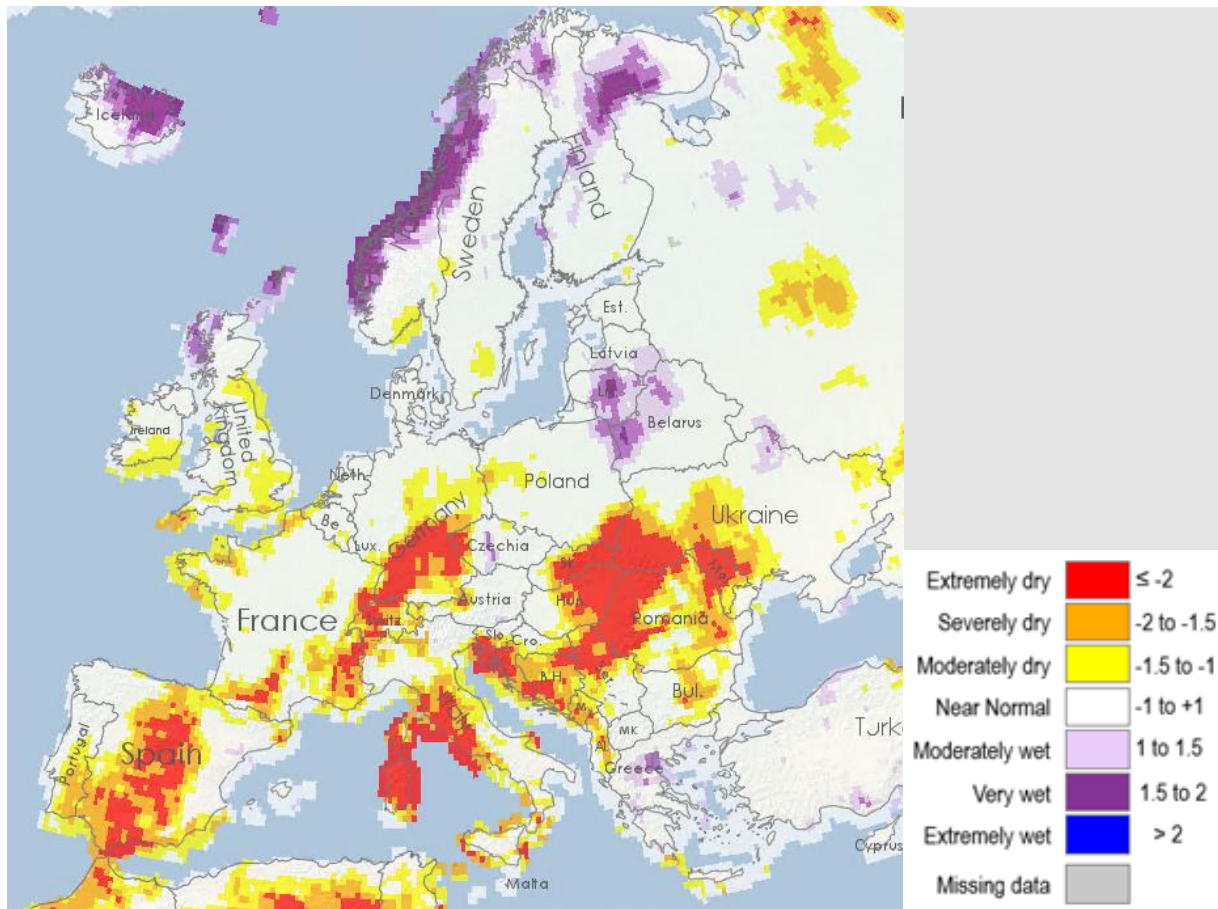 Iceland
Finland
Sweden
Est.
Latvia
Denmark
Belarus
Ireland
United
Kingdom
Neth.
Poland
Be.
Germany
Ukraine
Lux.
Czechia
Austria
Hun.
France
Switz.
Romania
Slo.
Cro.
B.H.
Bul.
Italy
MK
Spain
Portugal
Greece
Turk
Cyprus
Malta
Extremely dry ≤ -2
Severely dry -2 to -1.5
Moderately dry -1.5 to -1
Near Normal -1 to +1
Moderately wet 1 to 1.5
Very wet 1.5 to 2
Extremely wet > 2
Missing data